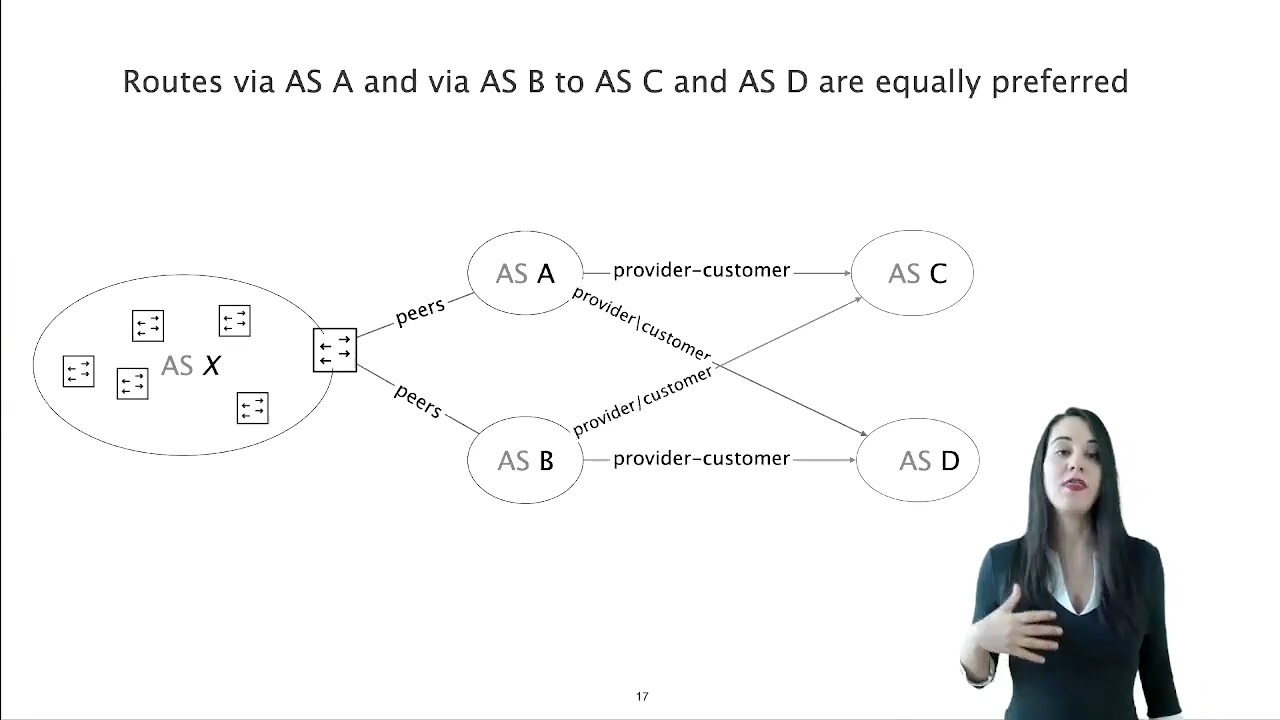 Routes via AS A and via AS B to AS C and AS D are equally preferred
AS A
provider-customer
AS C
peers
provider|customer
AS X
peers
provider/customer
AS B
provider-customer
AS D
17